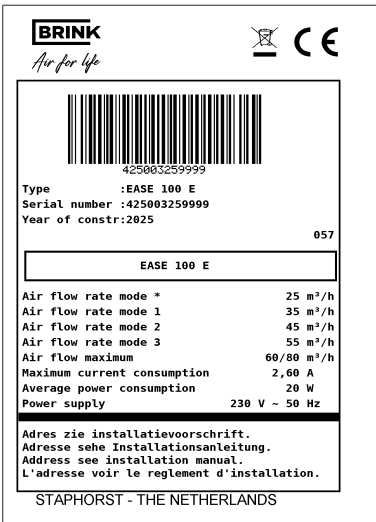 BRINK
Air for life
CE
425003259999
Type :EASE 100 E
Serial number :425003259999
Year of constr:2025
057
EASE 100 E
Air flow rate mode * 25 m³/h
Air flow rate mode 1 35 m³/h
Air flow rate mode 2 45 m³/h
Air flow rate mode 3 55 m³/h
Air flow maximum 60/80 m³/h
Maximum current consumption 2,60 A
Average power consumption 20 W
Power supply 230 V ~ 50 Hz
Adres zie installatievoorschrift.
Adresse sehe Installationsanleitung.
Address see installation manual.
L'adresse voir le reglement d'installation.
STAPHORST - THE NETHERLANDS